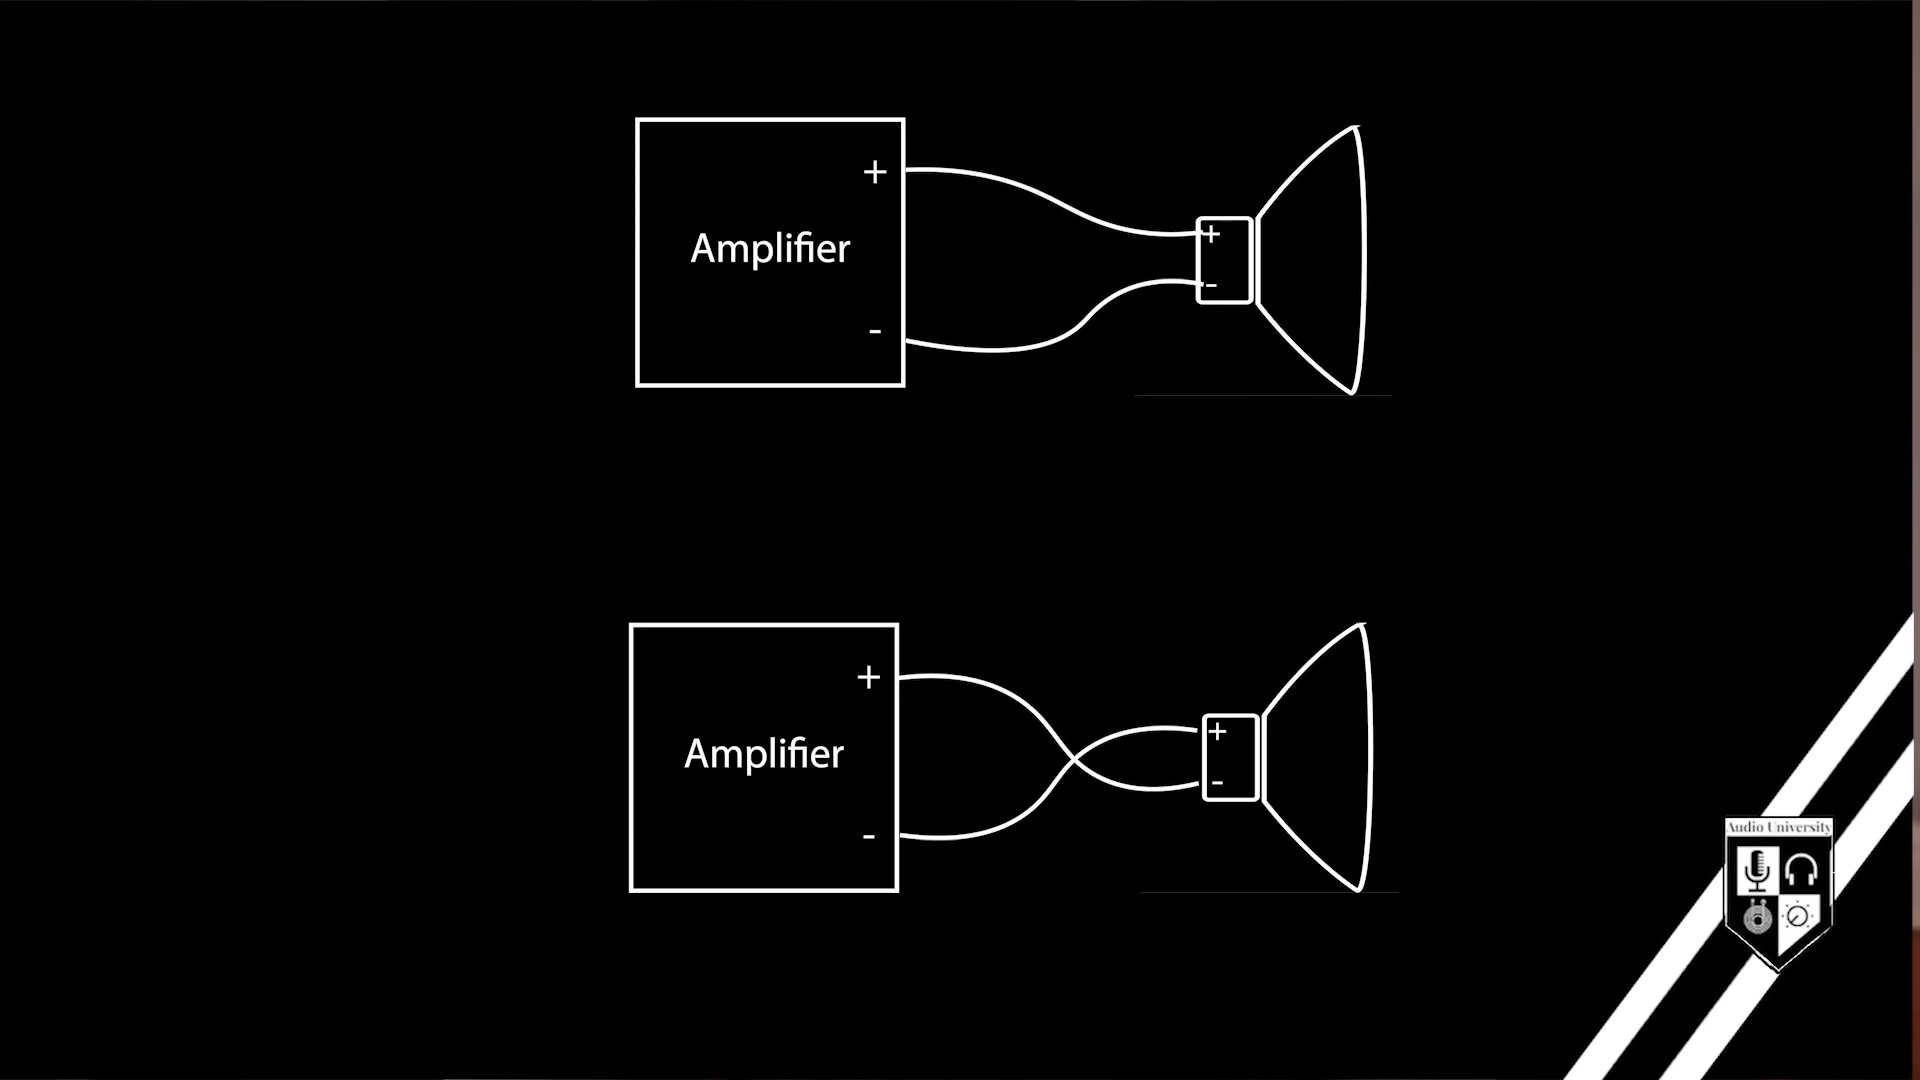 +
Amplifier
-
+
-
+
Amplifier
-
+
-
Audio University